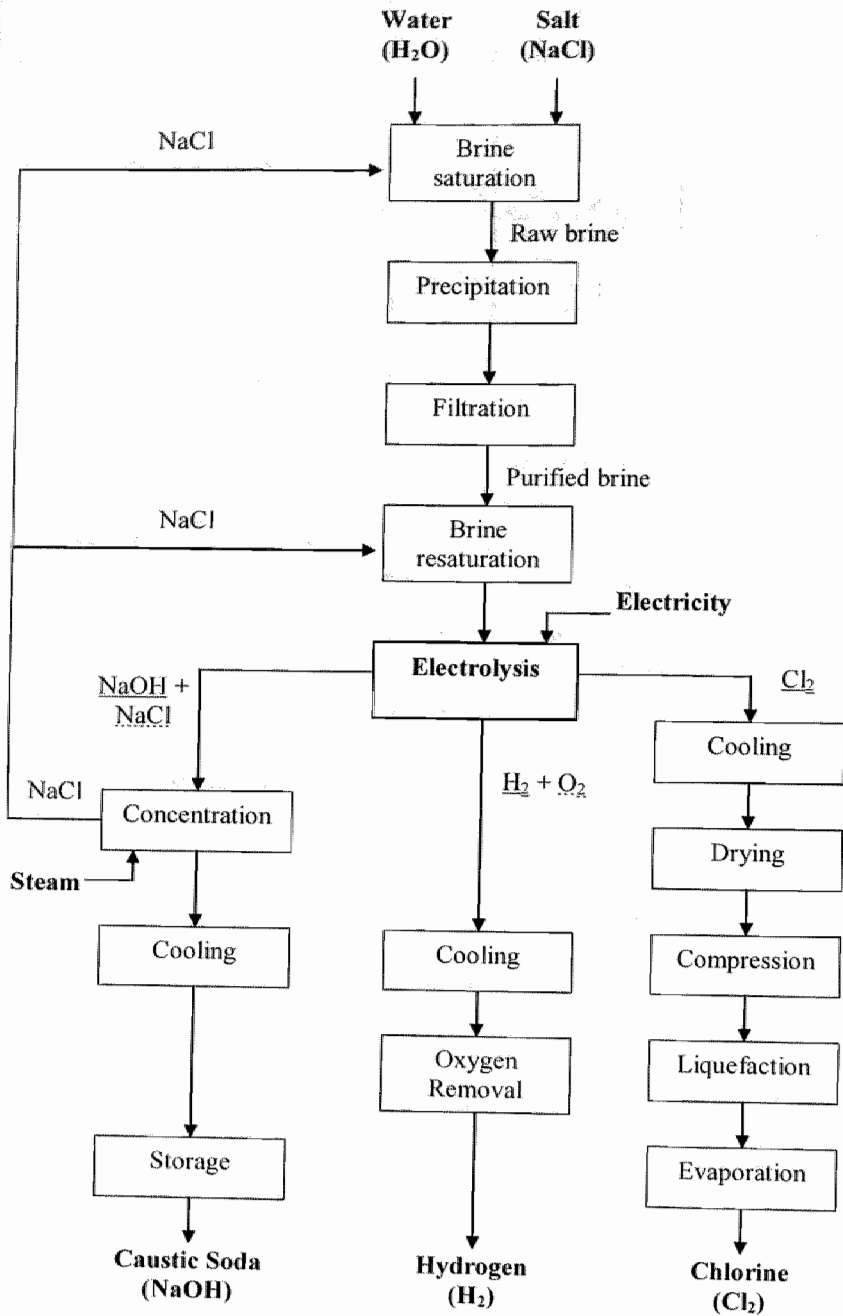 Water
(H₂O)
Salt
(NaCl)
NaCl
Brine
saturation
Raw brine
Precipitation
Filtration
Purified brine
NaCl
Brine
resaturation
Electricity
Electrolysis
NaOH +
NaCl
Cl₂
NaCl
H₂ + O₂
Cooling
Concentration
Drying
Steam
Cooling
Cooling
Compression
Oxygen
Removal
Liquefaction
Storage
Evaporation
Caustic Soda
(NaOH)
Hydrogen
(H₂)
Chlorine
(Cl₂)